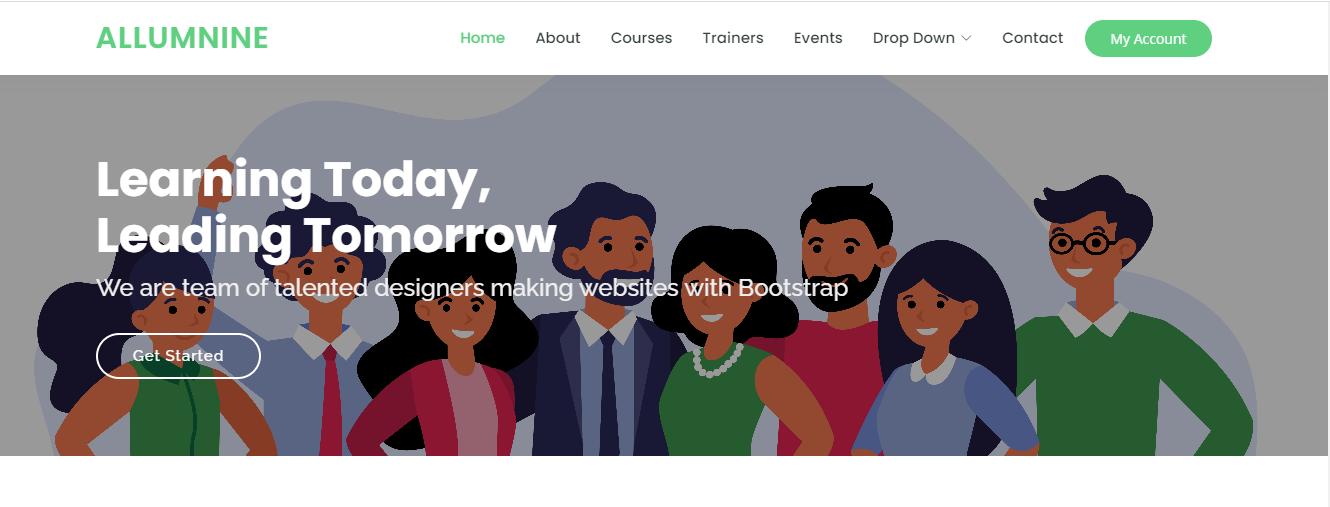 ALLUMNINE
Home About Courses Trainers Events Drop Down Contact My Account
Learning Today,
Leading Tomorrow
We are team of talented designers making websites with Bootstrap
Get Started